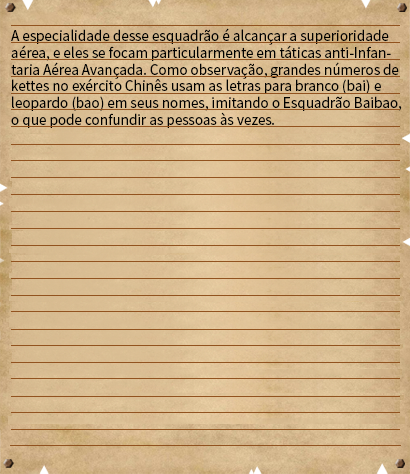 A especialidade desse esquadrão é alcançar a superioridade
aérea, e eles se focam particularmente em táticas anti-Infan-
taria Aérea Avançada. Como observação, grandes números de
kettes no exército Chinês usam as letras para branco (bai) e
leopardo (bao) em seus nomes, imitando o Esquadrão Baibao,
o que pode confundir as pessoas às vezes.